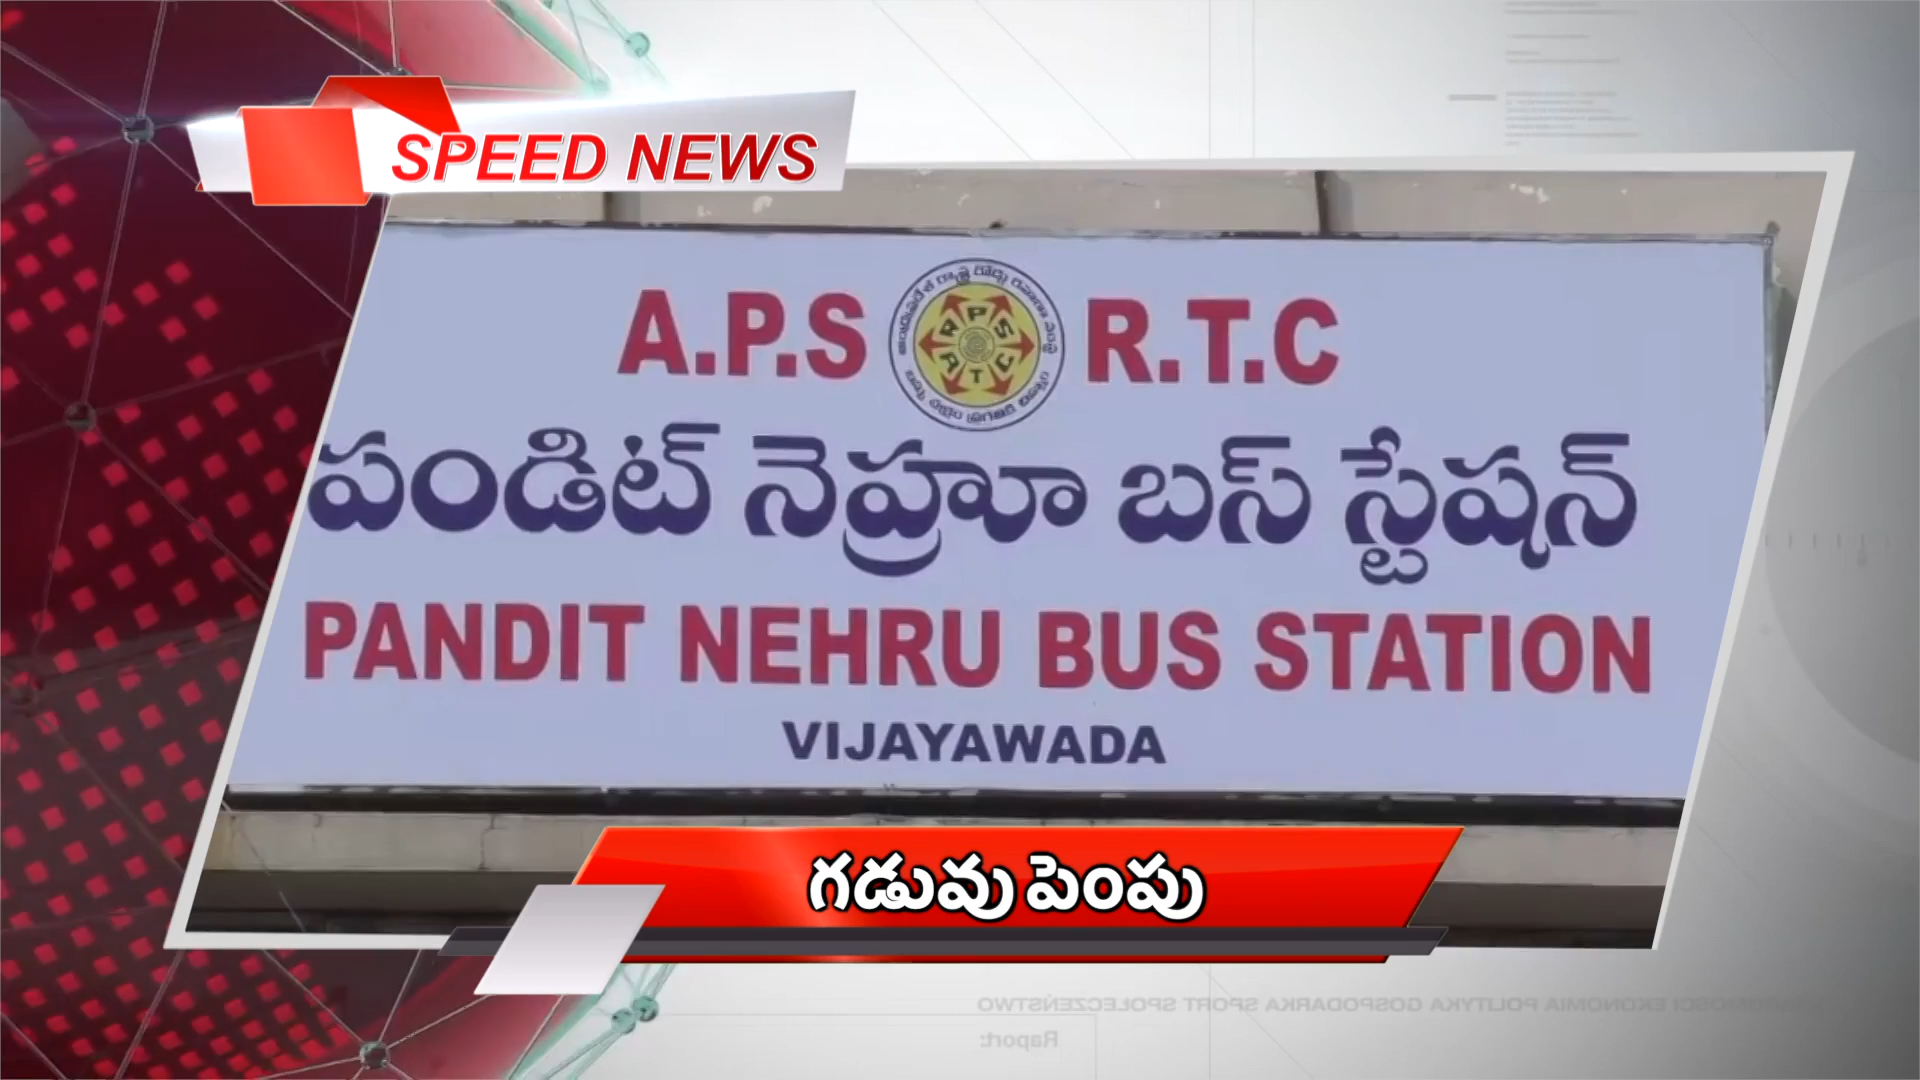 SPEED NEWS
A.P.S R.T.C
పండిట్ నెహ్రూ బస్ స్టేషన్
PANDIT NEHRU BUS STATION
VIJAYAWADA
గడువు పెంపు